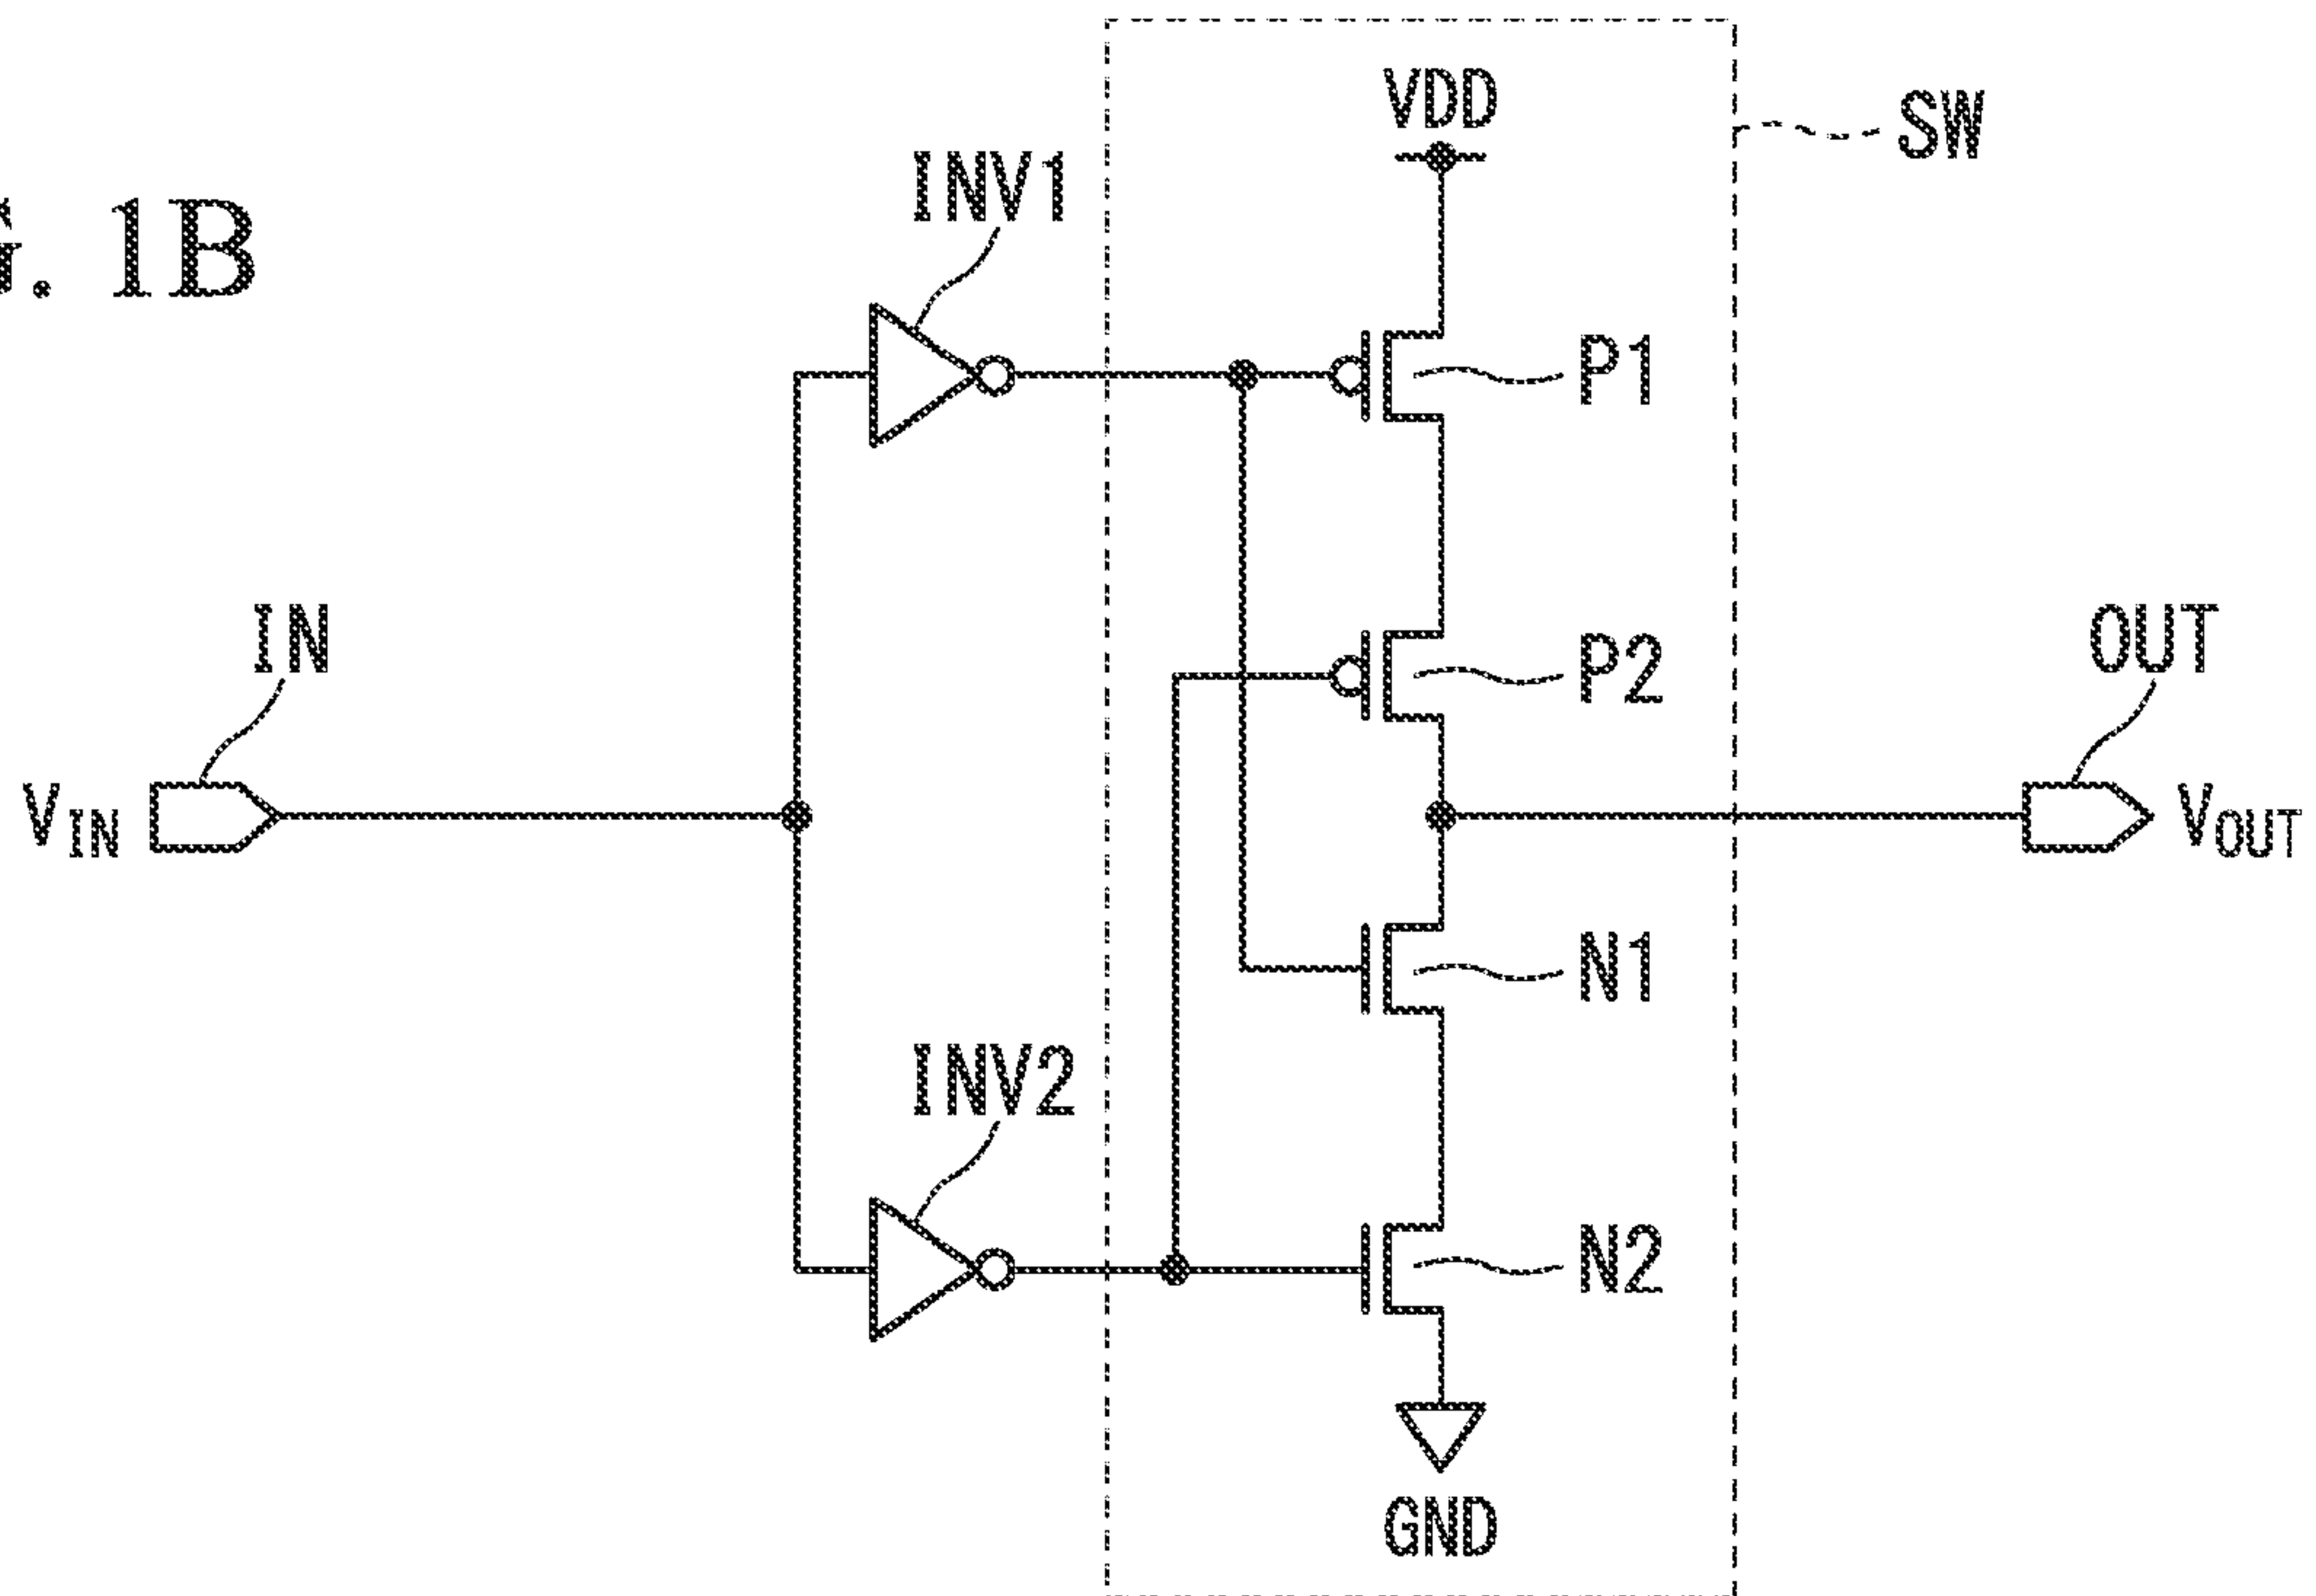 G. 1B
VDD
SW
INV1
P1
IN
P2
OUT
VIN
VOUT
N1
INV2
N2
GND